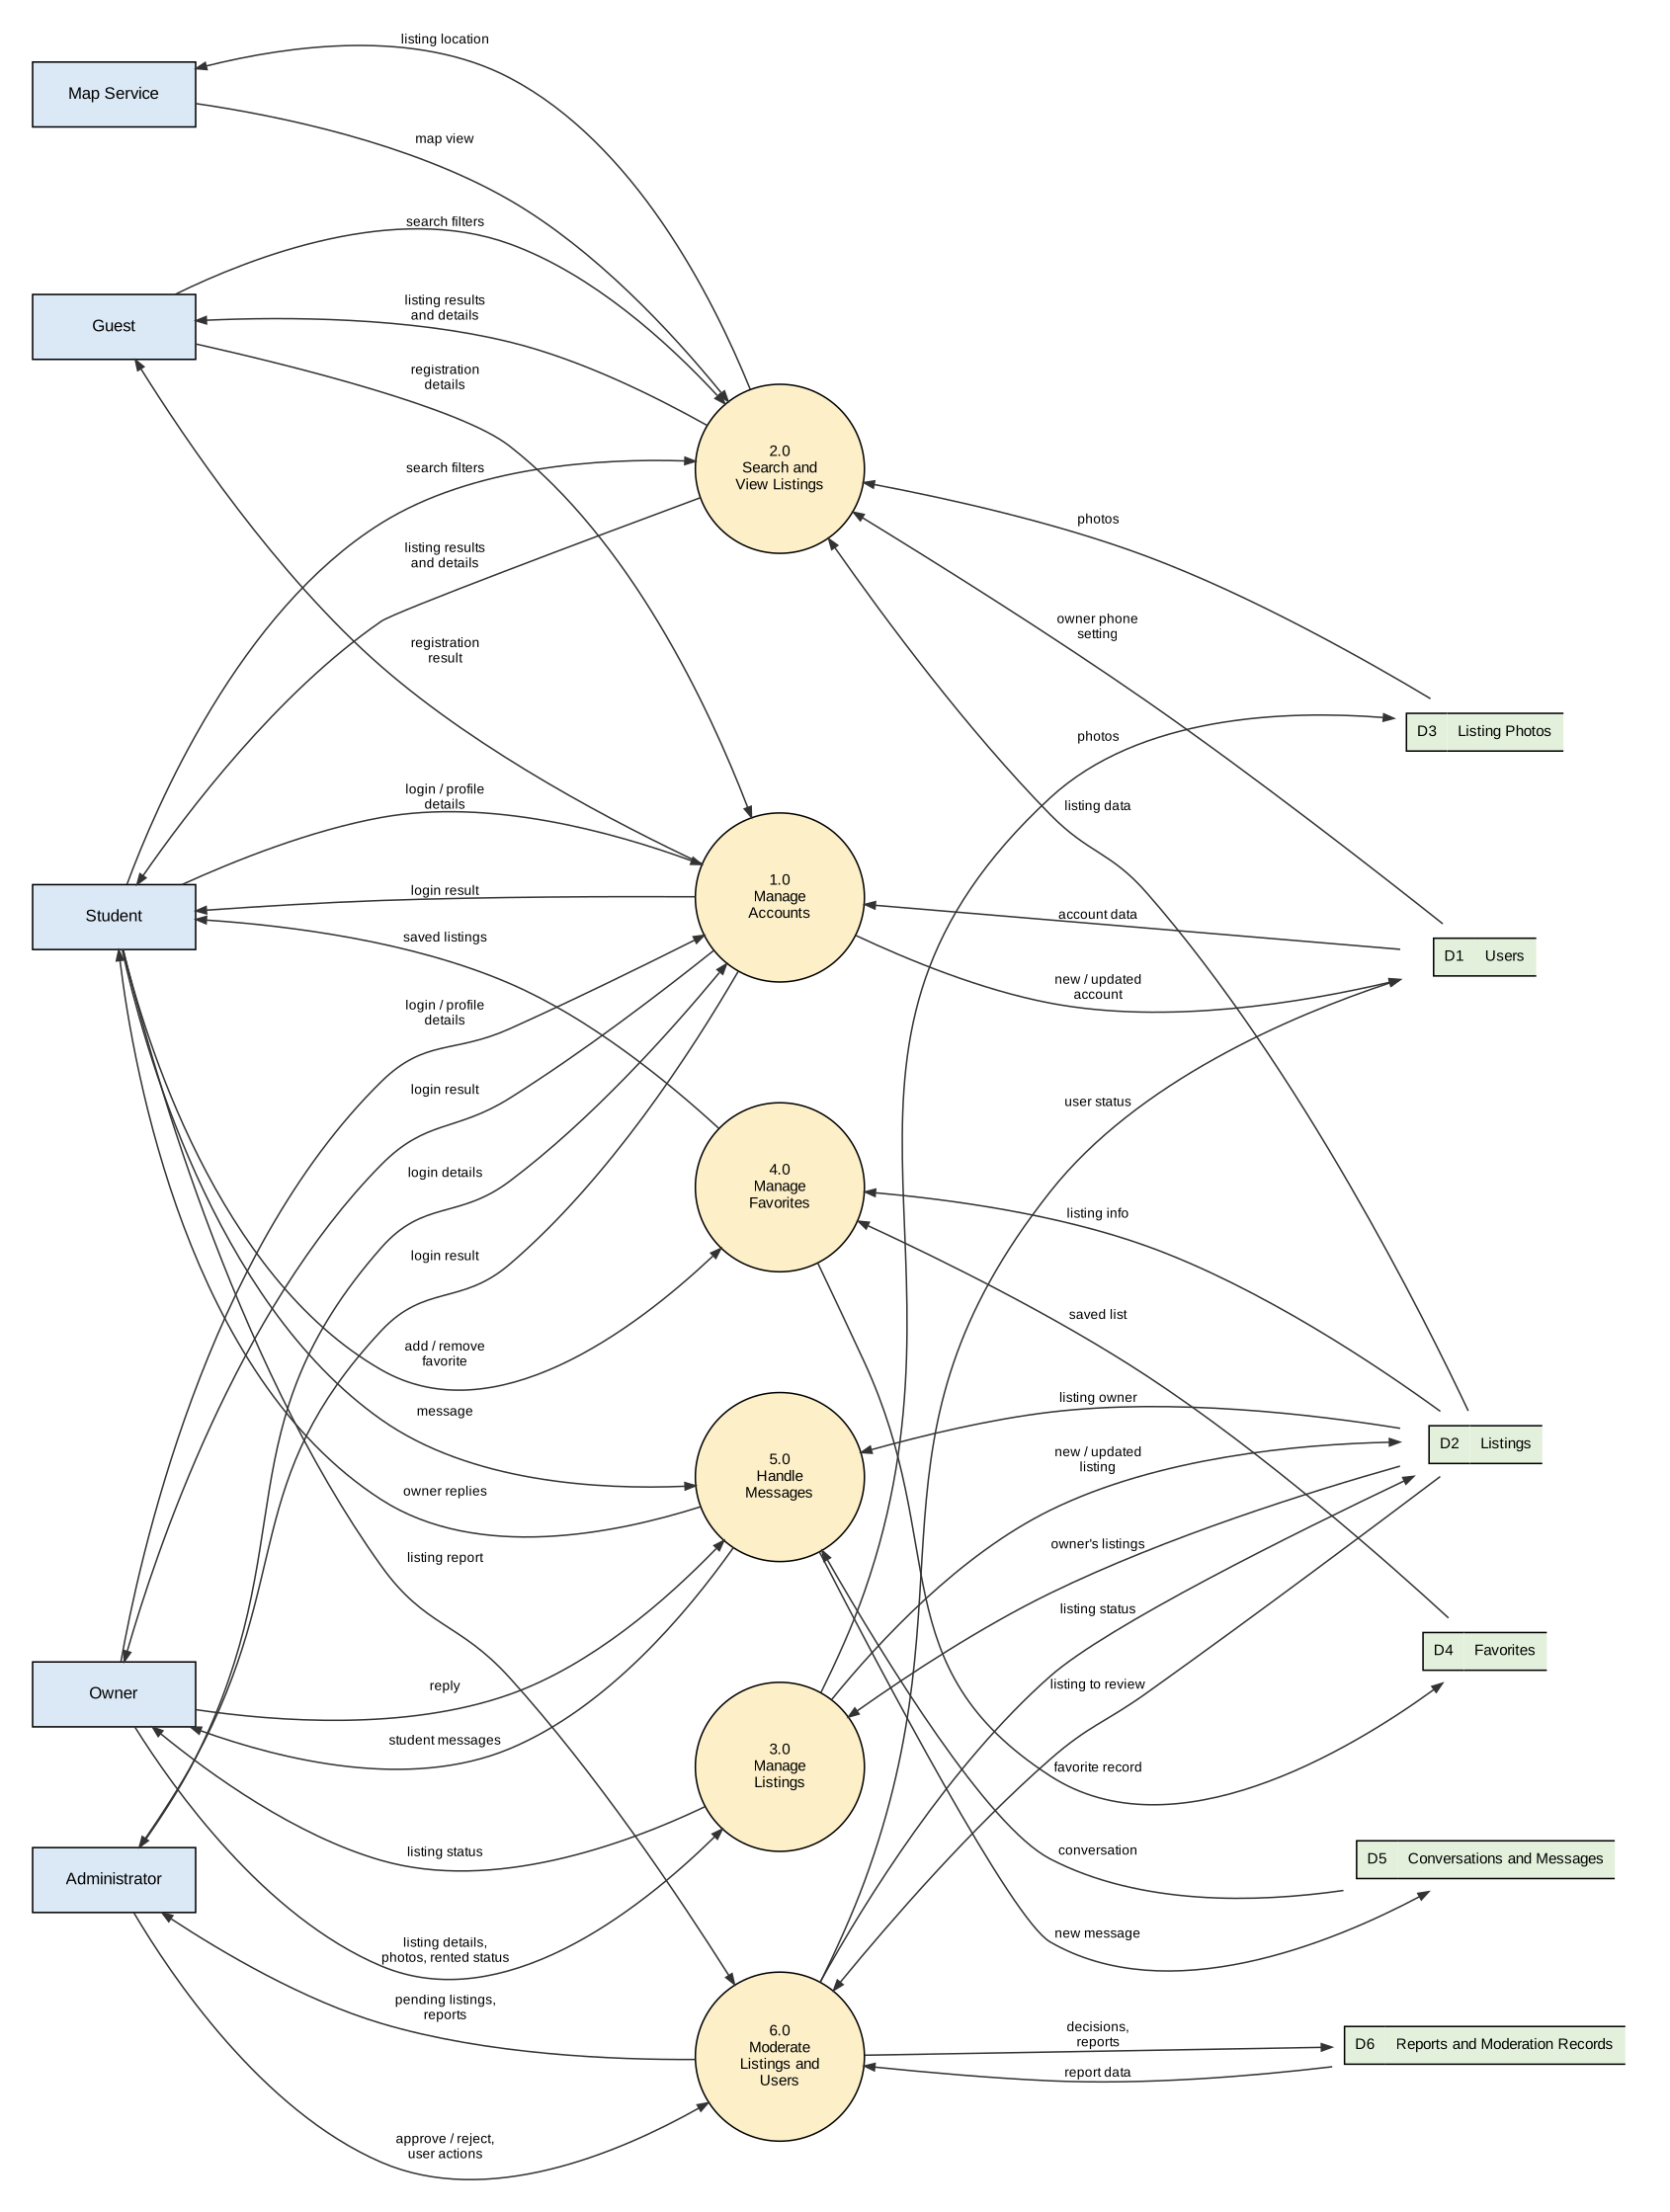 listing location
Map Service
map view
search filters
listing results
and details
Guest
registration
details
2.0
Search and
View Listings
search filters
listing results
and details
photos
owner phone
setting
registration
result
D3 Listing Photos
photos
listing data
login / profile
details
login result
1.0
Manage
Accounts
Student
account data
saved listings
D1 Users
new / updated
account
login / profile
details
login result
user status
login details
4.0
Manage
Favorites
listing info
login result
saved list
add / remove
favorite
listing owner
message
new / updated
listing
D2 Listings
5.0
Handle
Messages
owner replies
listing report
owner's listings
listing status
D4 Favorites
reply
Owner
listing to review
student messages
3.0
Manage
Listings
favorite record
listing status
conversation
D5 Conversations and Messages
Administrator
listing details,
photos, rented status
new message
pending listings,
reports
6.0
Moderate
Listings and
Users
decisions,
reports
D6 Reports and Moderation Records
report data
approve / reject,
user actions